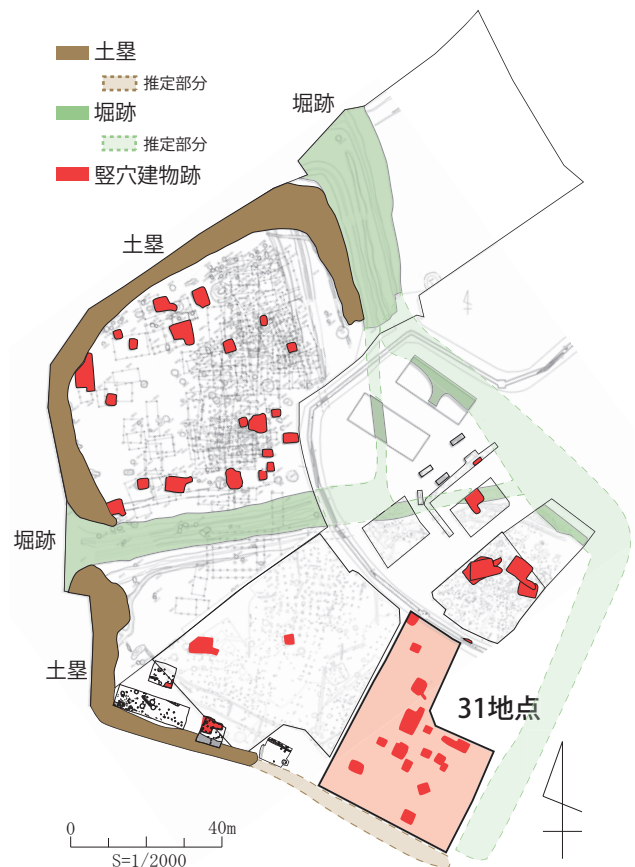 土塁
推定部分
堀跡
推定部分
竪穴建物跡
堀跡
土塁
堀跡
土塁
31地点
0 40m
S=1/2000